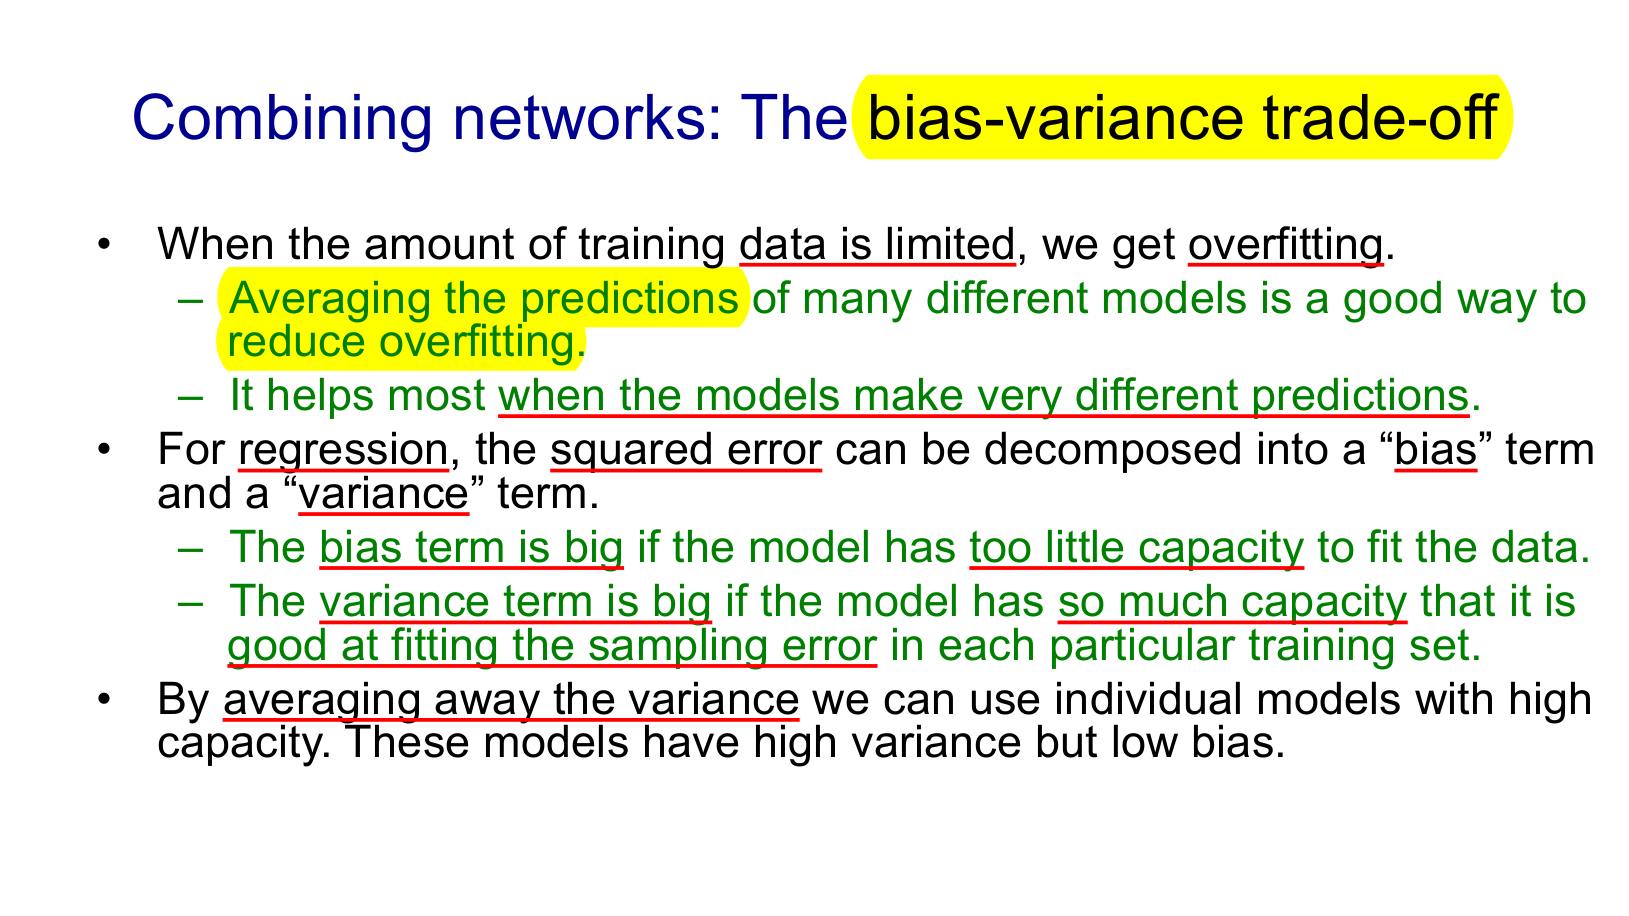 Combining networks: The bias-variance trade-off
• When the amount of training data is limited, we get overfitting.
– Averaging the predictions of many different models is a good way to
reduce overfitting.
– It helps most when the models make very different predictions.
• For regression, the squared error can be decomposed into a “bias” term
and a “variance” term.
– The bias term is big if the model has too little capacity to fit the data.
– The variance term is big if the model has so much capacity that it is
good at fitting the sampling error in each particular training set.
• By averaging away the variance we can use individual models with high
capacity. These models have high variance but low bias.